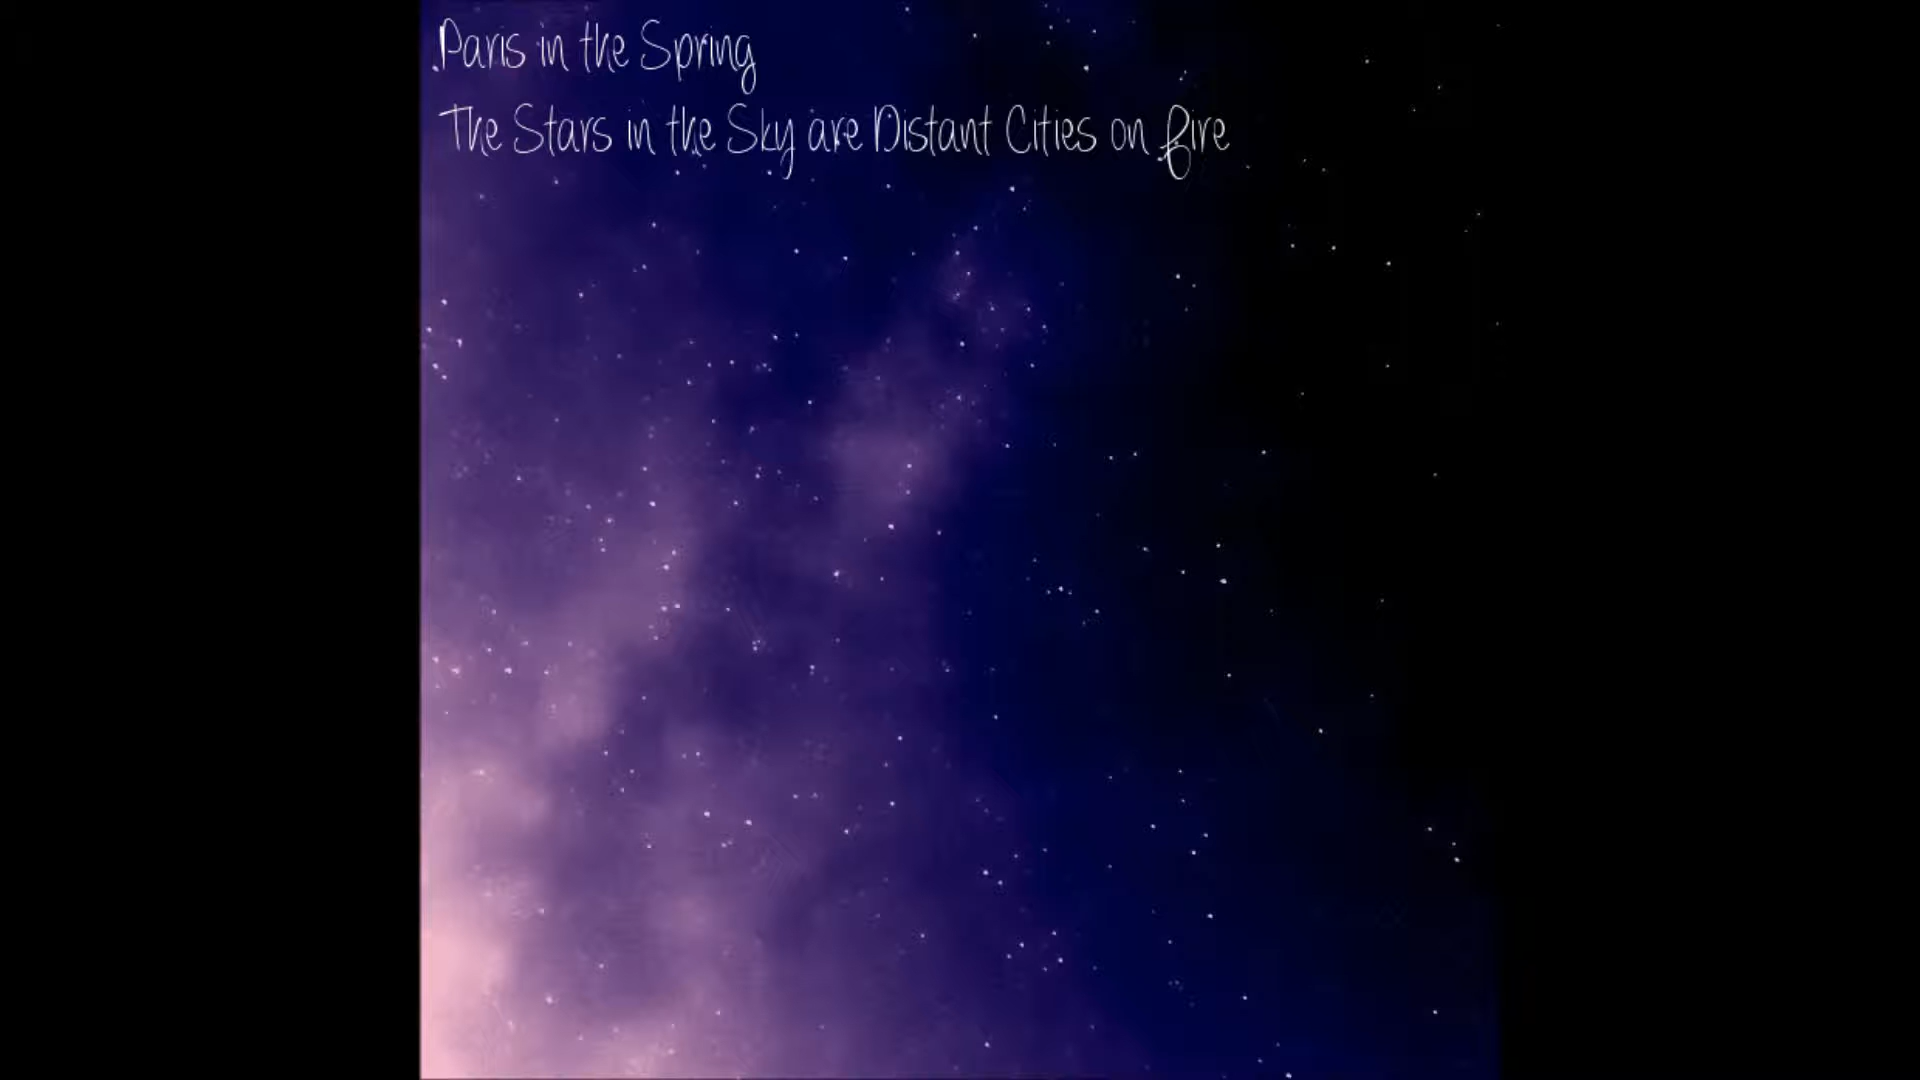 Paris in the Spring
The Stars in the Sky are Distant Cities on fire